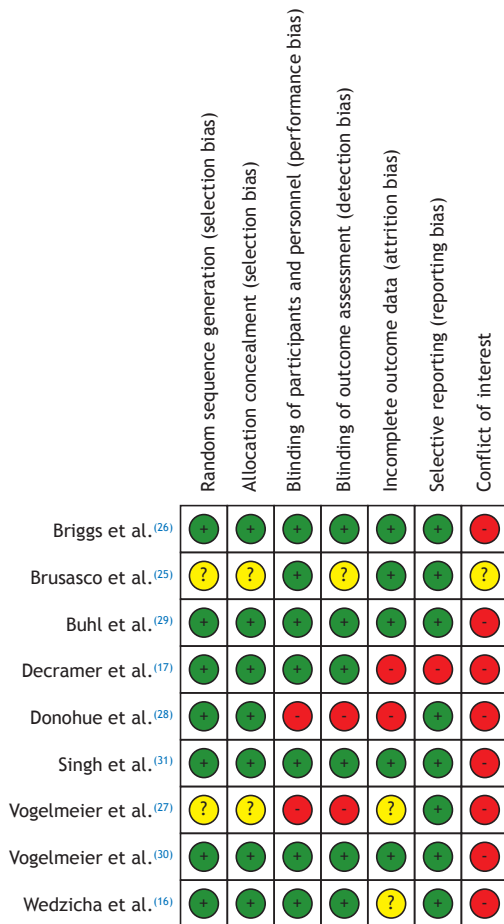 Random sequence generation (selection bias)
Allocation concealment (selection bias)
Blinding of participants and personnel (performance bias)
Blinding of outcome assessment (detection bias)
Incomplete outcome data (attrition bias)
Selective reporting (reporting bias)
Conflict of interest
Briggs et al.(26) + + + + + + -
Brusasco et al.(25) ? ? + ? + + ?
Buhl et al.(29) + + + + + + -
Decramer et al.(17) + + + + - - -
Donohue et al.(28) + + - - - + -
Singh et al.(31) + + + + + + -
Vogelmeier et al.(27) ? ? - - ? + -
Vogelmeier et al.(30) + + + + + + -
Wedzicha et al.(16) + + + + ? + -